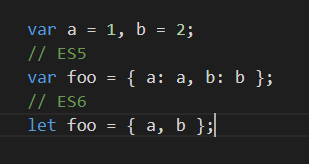 var a = 1, b = 2;
// ES5
var foo = { a: a, b: b };
// ES6
let foo = { a, b };